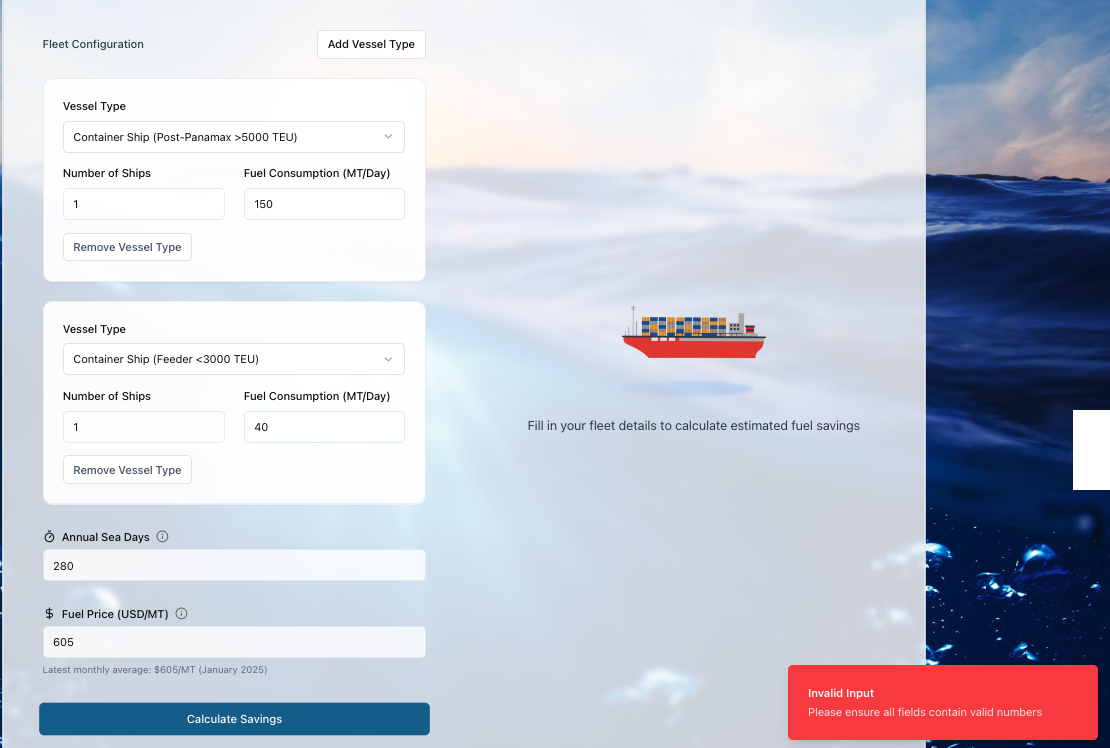 Fleet Configuration
Add Vessel Type
Vessel Type
Container Ship (Post-Panamax >5000 TEU)
Number of Ships
Fuel Consumption (MT/Day)
1
150
Remove Vessel Type
Vessel Type
Container Ship (Feeder <3000 TEU)
Number of Ships
Fuel Consumption (MT/Day)
1
40
Remove Vessel Type
Annual Sea Days
280
$ Fuel Price (USD/MT)
605
Latest monthly average: $605/MT (January 2025)
Calculate Savings
Fill in your fleet details to calculate estimated fuel savings
Invalid Input
Please ensure all fields contain valid numbers